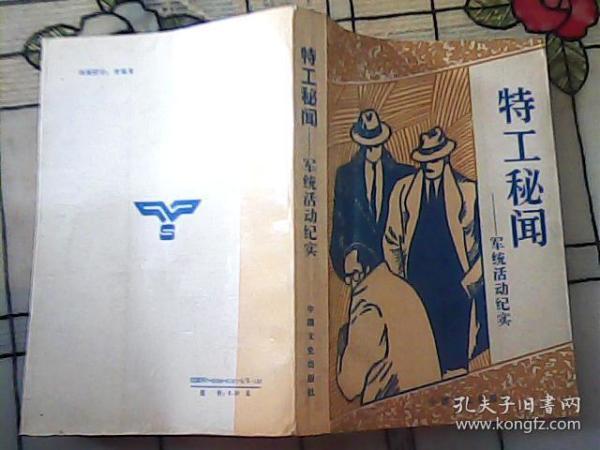 特工秘闻
——军统活动纪实
特工秘闻——军统活动纪实
中国文史出版社
S
孔夫子旧书网
www.kongfz.com